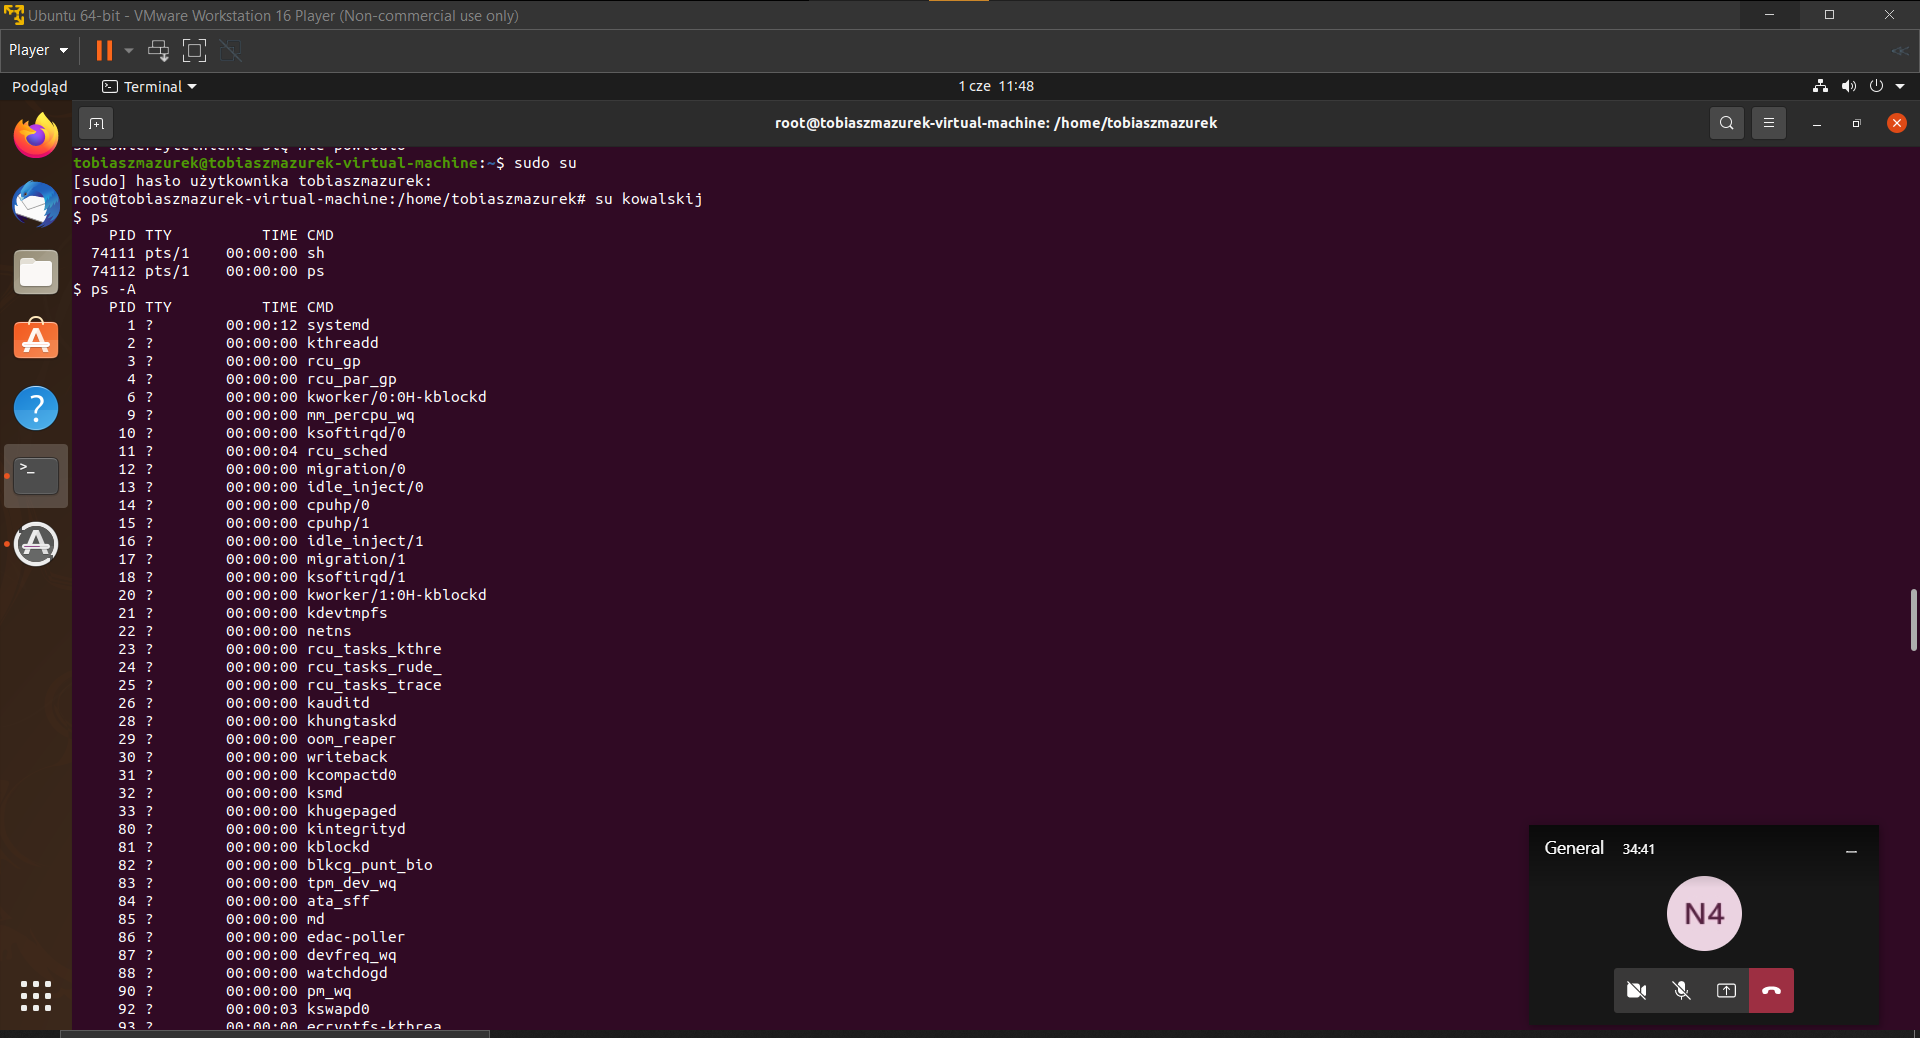 Ubuntu 64-bit - VMware Workstation 16 Player (Non-commercial use only)
Player
Podgląd
Terminal
1 cze 11:48
root@tobiaszmazurek-virtual-machine: /home/tobiaszmazurek
su: uwierzytelnienie się nie powiodło
tobiaszmazurek@tobiaszmazurek-virtual-machine:~$ sudo su
[sudo] hasło użytkownika tobiaszmazurek:
root@tobiaszmazurek-virtual-machine:/home/tobiaszmazurek# su kowalskij
$ ps
PID TTY TIME CMD
74111 pts/1 00:00:00 sh
74112 pts/1 00:00:00 ps
$ ps -A
PID TTY TIME CMD
1 ? 00:00:12 systemd
2 ? 00:00:00 kthreadd
3 ? 00:00:00 rcu_gp
4 ? 00:00:00 rcu_par_gp
6 ? 00:00:00 kworker/0:0H-kblockd
9 ? 00:00:00 mm_percpu_wq
10 ? 00:00:00 ksoftirqd/0
11 ? 00:00:04 rcu_sched
12 ? 00:00:00 migration/0
13 ? 00:00:00 idle_inject/0
14 ? 00:00:00 cpuhp/0
15 ? 00:00:00 cpuhp/1
16 ? 00:00:00 idle_inject/1
17 ? 00:00:00 migration/1
18 ? 00:00:00 ksoftirqd/1
20 ? 00:00:00 kworker/1:0H-kblockd
21 ? 00:00:00 kdevtmpfs
22 ? 00:00:00 netns
23 ? 00:00:00 rcu_tasks_kthre
24 ? 00:00:00 rcu_tasks_rude_
25 ? 00:00:00 rcu_tasks_trace
26 ? 00:00:00 kauditd
28 ? 00:00:00 khungtaskd
29 ? 00:00:00 oom_reaper
30 ? 00:00:00 writeback
31 ? 00:00:00 kcompactd0
32 ? 00:00:00 ksmd
33 ? 00:00:00 khugepaged
80 ? 00:00:00 kintegrityd
81 ? 00:00:00 kblockd
82 ? 00:00:00 blkcg_punt_bio
83 ? 00:00:00 tpm_dev_wq
84 ? 00:00:00 ata_sff
85 ? 00:00:00 md
86 ? 00:00:00 edac-poller
87 ? 00:00:00 devfreq_wq
88 ? 00:00:00 watchdogd
90 ? 00:00:00 pm_wq
92 ? 00:00:03 kswapd0
93 ? 00:00:00 ecryptfs-kthrea
General 34:41
N4